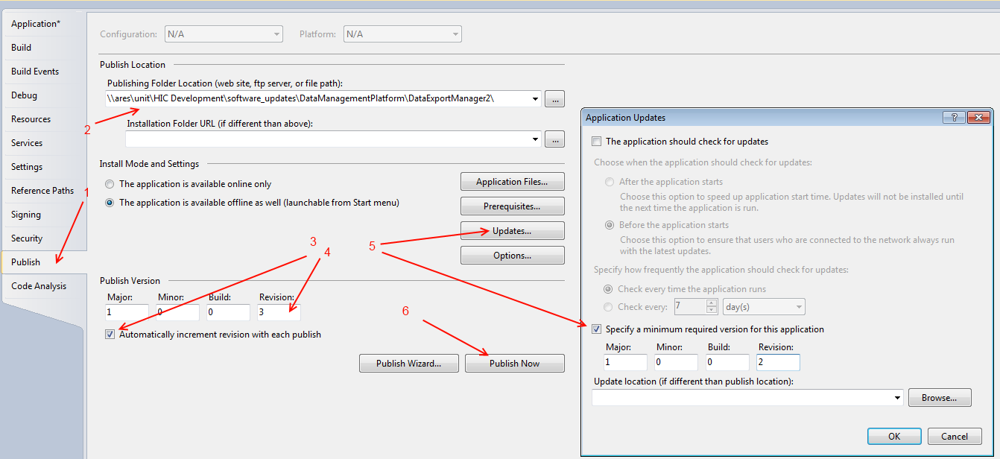 Application*
Build
Build Events
Debug
Resources
Services
Settings
Reference Paths
Signing
Security
Publish
Code Analysis
Configuration: N/A Platform: N/A
Publish Location
Publishing Folder Location (web site, ftp server, or file path):
\\ares\unit\HIC Development\software_updates\DataManagementPlatform\DataExportManager2\ ...
Installation Folder URL (if different than above):
...
Install Mode and Settings
The application is available online only
The application is available offline as well (launchable from Start menu)
Application Files...
Prerequisites...
Updates...
Options...
Publish Version
Major: Minor: Build: Revision:
1 0 0 3
Automatically increment revision with each publish
Publish Wizard... Publish Now
1
2
3
4
5
6
Application Updates ?
The application should check for updates
Choose when the application should check for updates:
After the application starts
Choose this option to speed up application start time. Updates will not be installed until
the next time the application is run.
Before the application starts
Choose this option to ensure that users who are connected to the network always run
with the latest updates.
Specify how frequently the application should check for updates:
Check every time the application runs
Check every: 7 day(s)
Specify a minimum required version for this application
Major: Minor: Build: Revision:
1 0 0 2
Update location (if different than publish location):
Browse...
OK Cancel